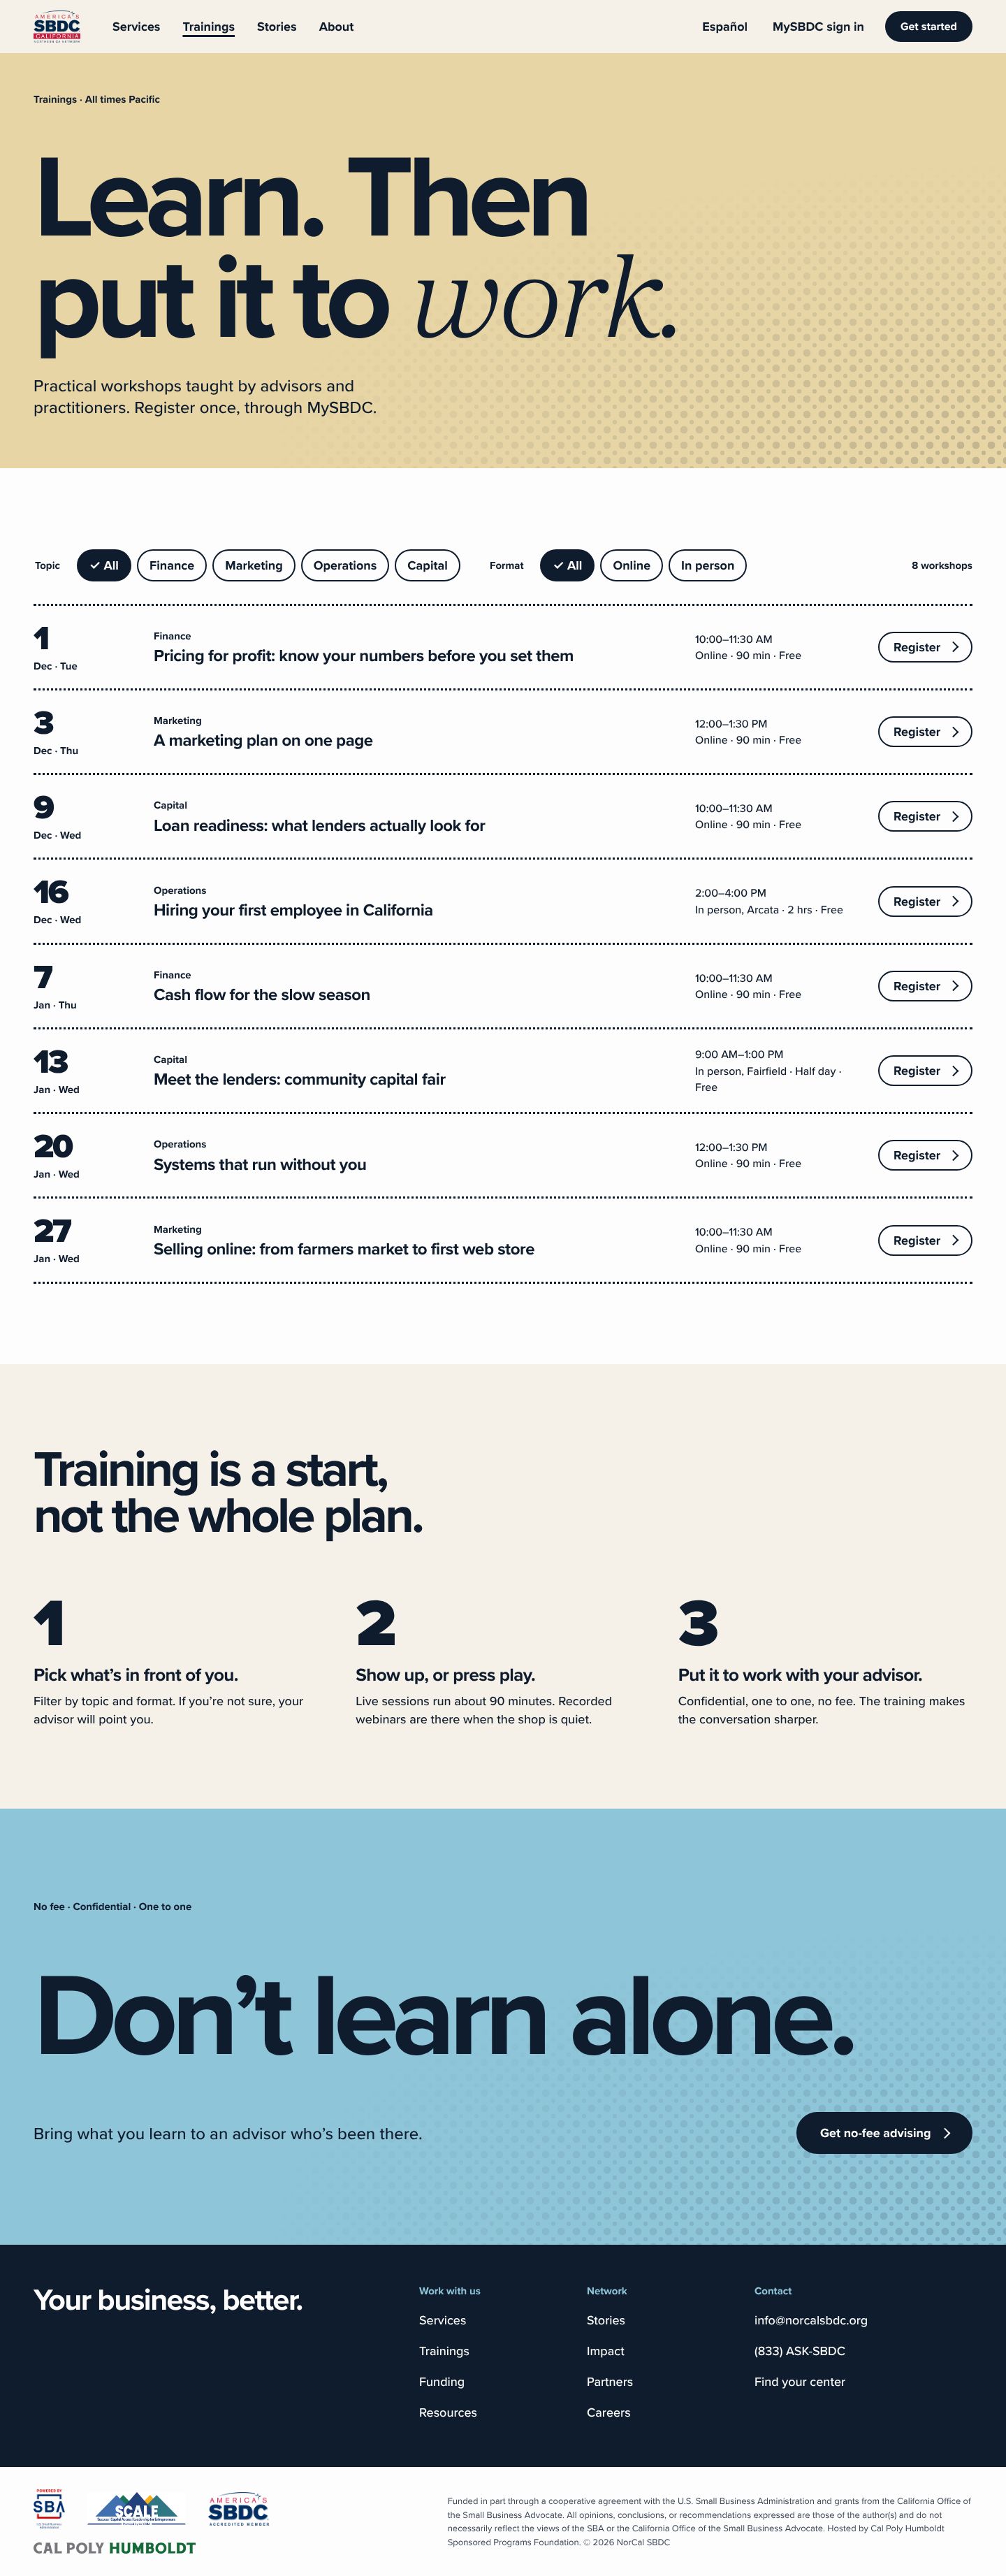 AMERICA'S
SBDC
CALIFORNIA
Services
Trainings
Stories
About
Español
MySBDC sign in
Get started
Trainings · All times Pacific
Learn. Then
put it to work.
Practical workshops taught by advisors and
practitioners. Register once, through MySBDC.
Topic
All
Finance
Marketing
Operations
Capital
Format
All
Online
In person
8 workshops
1
Dec · Tue
Finance
Pricing for profit: know your numbers before you set them
10:00–11:30 AM
Online · 90 min · Free
Register
3
Dec · Thu
Marketing
A marketing plan on one page
12:00–1:30 PM
Online · 90 min · Free
Register
9
Dec · Wed
Capital
Loan readiness: what lenders actually look for
10:00–11:30 AM
Online · 90 min · Free
Register
16
Dec · Wed
Operations
Hiring your first employee in California
2:00–4:00 PM
In person, Arcata · 2 hrs · Free
Register
7
Jan · Thu
Finance
Cash flow for the slow season
10:00–11:30 AM
Online · 90 min · Free
Register
13
Jan · Wed
Capital
Meet the lenders: community capital fair
9:00 AM–1:00 PM
In person, Fairfield · Half day ·
Free
Register
20
Jan · Wed
Operations
Systems that run without you
12:00–1:30 PM
Online · 90 min · Free
Register
27
Jan · Wed
Marketing
Selling online: from farmers market to first web store
10:00–11:30 AM
Online · 90 min · Free
Register
Training is a start,
not the whole plan.
1
Pick what’s in front of you.
Filter by topic and format. If you’re not sure, your
advisor will point you.
2
Show up, or press play.
Live sessions run about 90 minutes. Recorded
webinars are there when the shop is quiet.
3
Put it to work with your advisor.
Confidential, one to one, no fee. The training makes
the conversation sharper.
No fee · Confidential · One to one
Don’t learn alone.
Bring what you learn to an advisor who’s been there.
Get no-fee advising
Your business, better.
Work with us
Services
Trainings
Funding
Resources
Network
Stories
Impact
Partners
Careers
Contact
info@norcalsbdc.org
(833) ASK-SBDC
Find your center
POWERED BY
SBA
SCALE
AMERICA'S
SBDC
ACCREDITED MEMBER
CAL POLY HUMBOLDT
Funded in part through a cooperative agreement with the U.S. Small Business Administration and grants from the California Office of
the Small Business Advocate. All opinions, conclusions, or recommendations expressed are those of the author(s) and do not
necessarily reflect the views of the SBA or the California Office of the Small Business Advocate. Hosted by Cal Poly Humboldt
Sponsored Programs Foundation. © 2026 NorCal SBDC